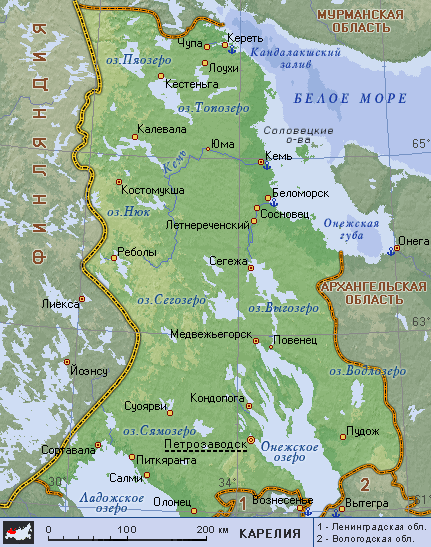 МУРМАНСКАЯ
ОБЛАСТЬ
Кереть
Чупа
оз.Пяозеро
Лоухи
Кандалакшский
залив
Кестеньга
ФИНЛЯНДИЯ
БЕЛОЕ МОРЕ
оз.Топозеро
Калевала
Соловецкие
о-ва
Юма
65°
Кемь
Кемь
Костомукша
Беломорск
оз.Нюк
Сосновец
Летнереченский
Онежская
губа
Онега
Реболы
Сегежа
АРХАНГЕЛЬСКАЯ
ОБЛАСТЬ
Лиекса
оз.Сегозеро
оз.Выгозеро
63°
Медвежьегорск
Повенец
Йоэнсу
оз.Водлозеро
Суоярви
Кондопога
оз.Сямозеро
Пудож
Петрозаводск
Сортавала
Онежское
озеро
Питкяранта
Салми
30°
34°
2
Ладожское
озеро
Олонец
1
Вознесенье
Вытегра
61°
0 100 200 км
КАРЕЛИЯ
1 - Ленинградская обл.
2 - Вологодская обл.